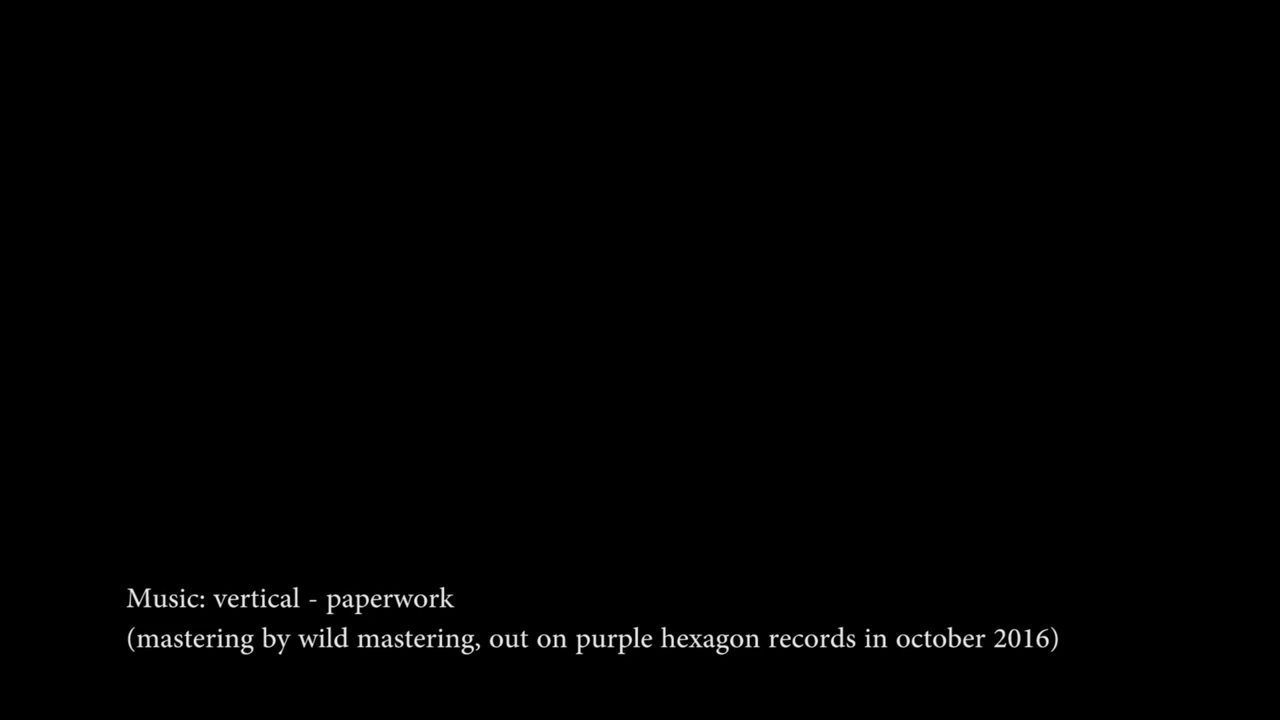 Music: vertical - paperwork
(mastering by wild mastering, out on purple hexagon records in october 2016)